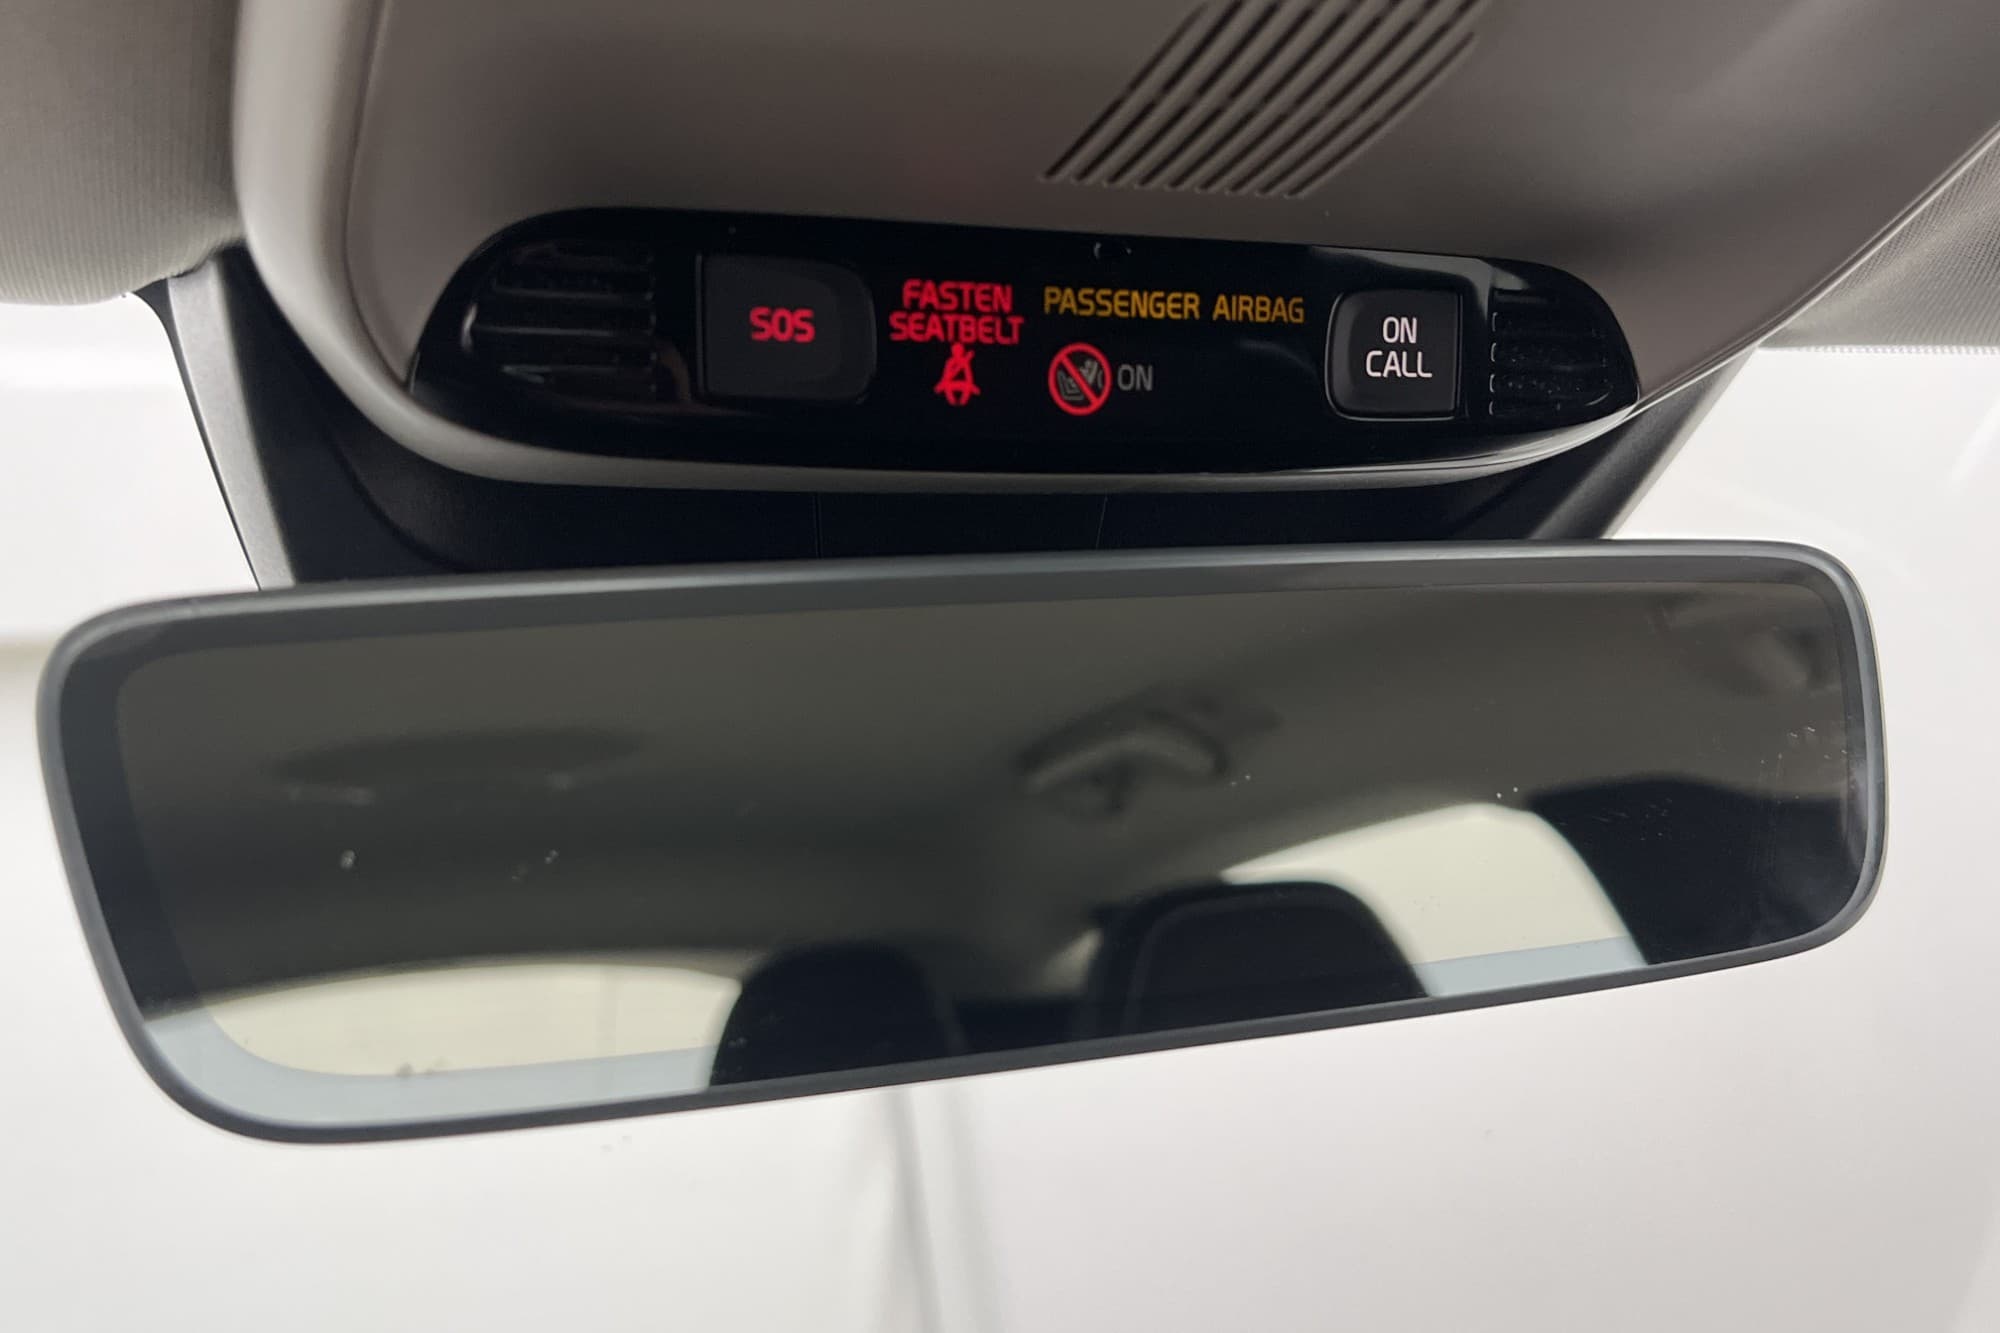 SOS
FASTEN
SEATBELT
PASSENGER AIRBAG
ON
ON
CALL